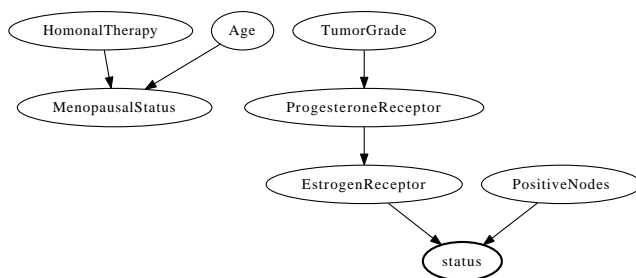 HomonalTherapy
Age
TumorGrade
MenopausalStatus
ProgesteroneReceptor
EstrogenReceptor
PositiveNodes
status